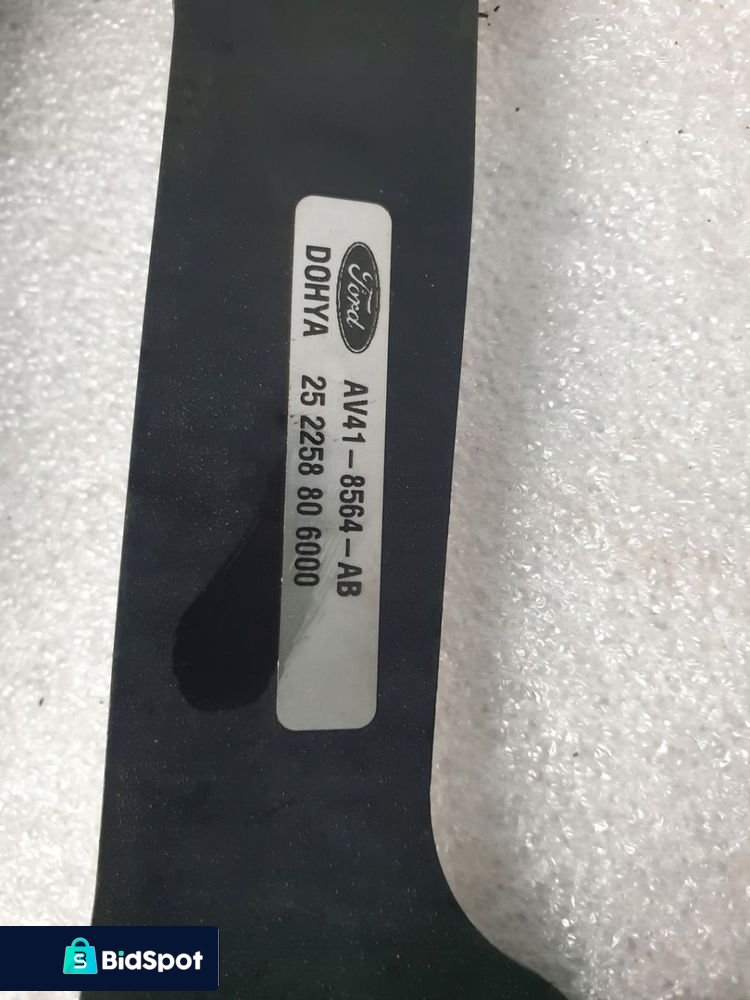 Ford AV41-8564-AB
DOHYA 25 2258 80 6000
BidSpot